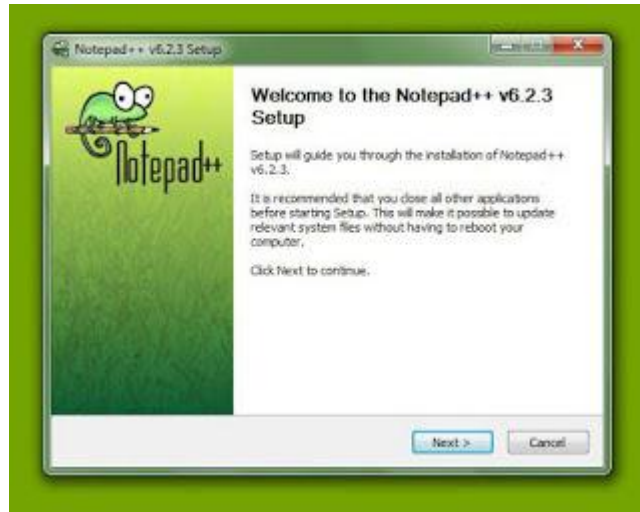 Notepad++ v6.2.3 Setup
Notepad++
Welcome to the Notepad++ v6.2.3
Setup
Setup will guide you through the installation of Notepad++
v6.2.3.
It is recommended that you close all other applications
before starting Setup. This will make it possible to update
relevant system files without having to reboot your
computer.
Click Next to continue.
Next >
Cancel